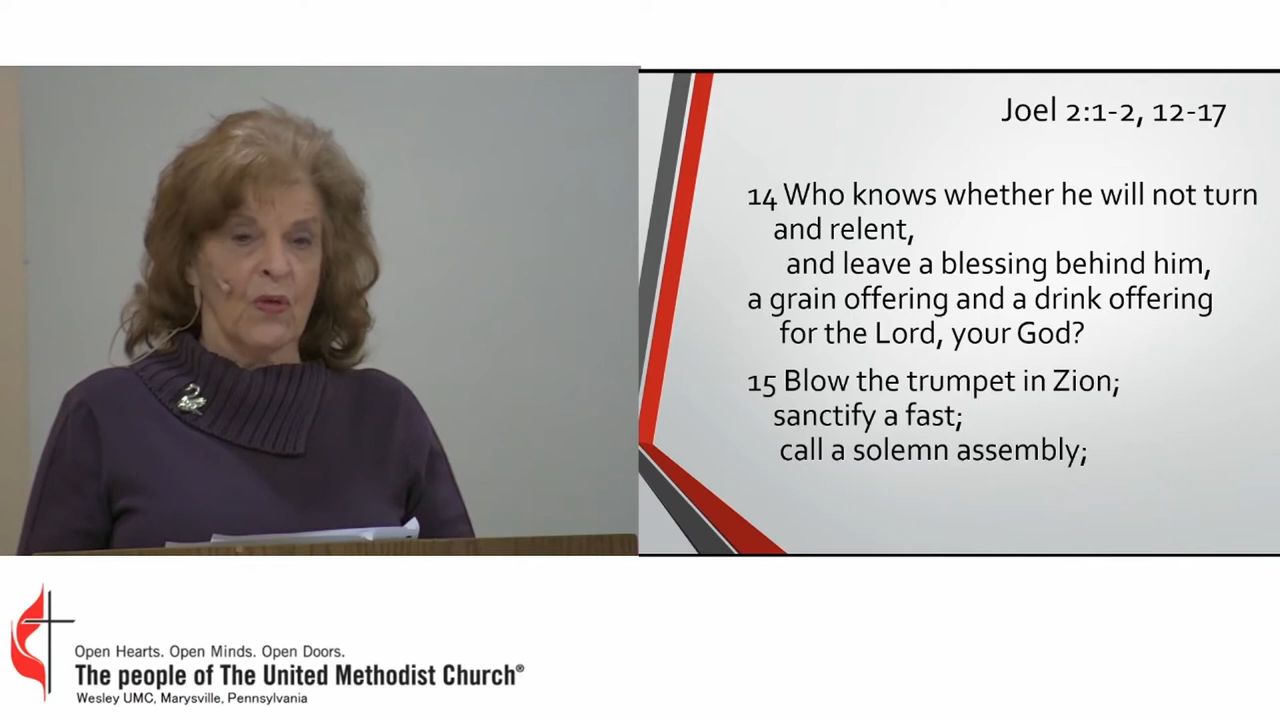 Joel 2:1-2, 12-17
14 Who knows whether he will not turn
and relent,
and leave a blessing behind him,
a grain offering and a drink offering
for the Lord, your God?
15 Blow the trumpet in Zion;
sanctify a fast;
call a solemn assembly;
Open Hearts. Open Minds. Open Doors.
The people of The United Methodist Church®
Wesley UMC, Marysville, Pennsylvania